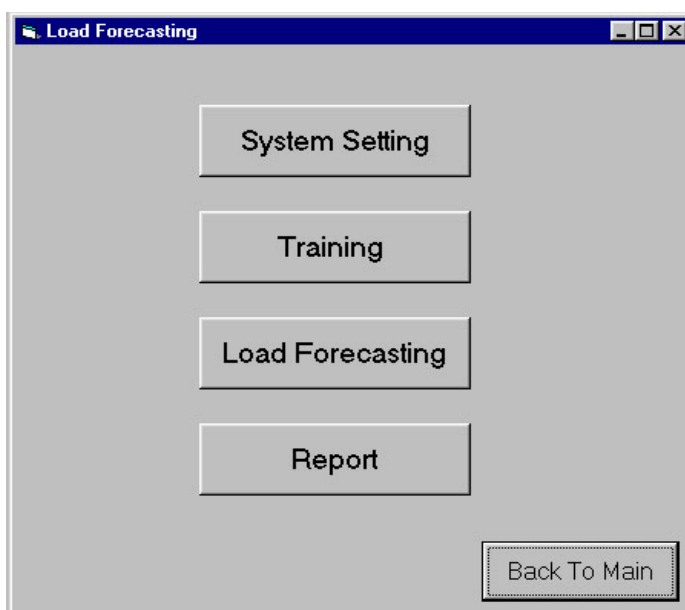 Load Forecasting
System Setting
Training
Load Forecasting
Report
Back To Main